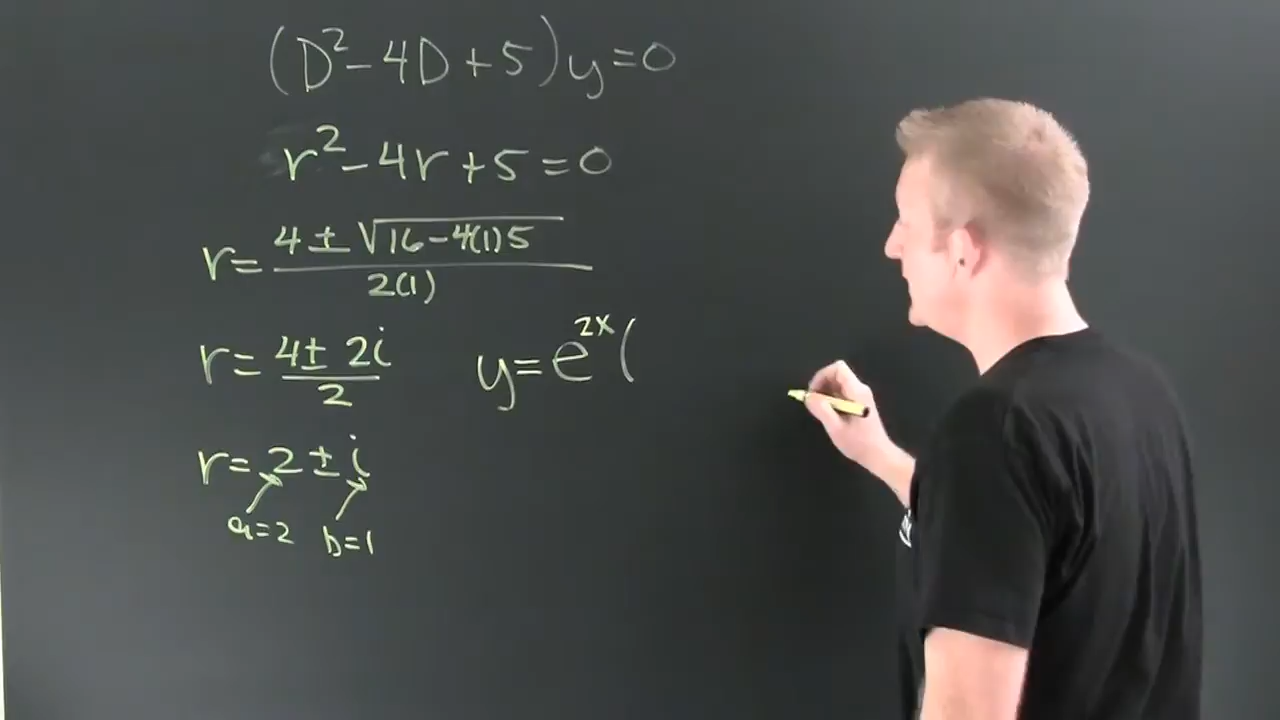 (D²-4D+5)y=0
r²-4r+5=0
r= 4±√16-4(1)5 / 2(1)
r= 4± 2i / 2
y=e²ˣ(
r= 2 ± i
a=2 b=1